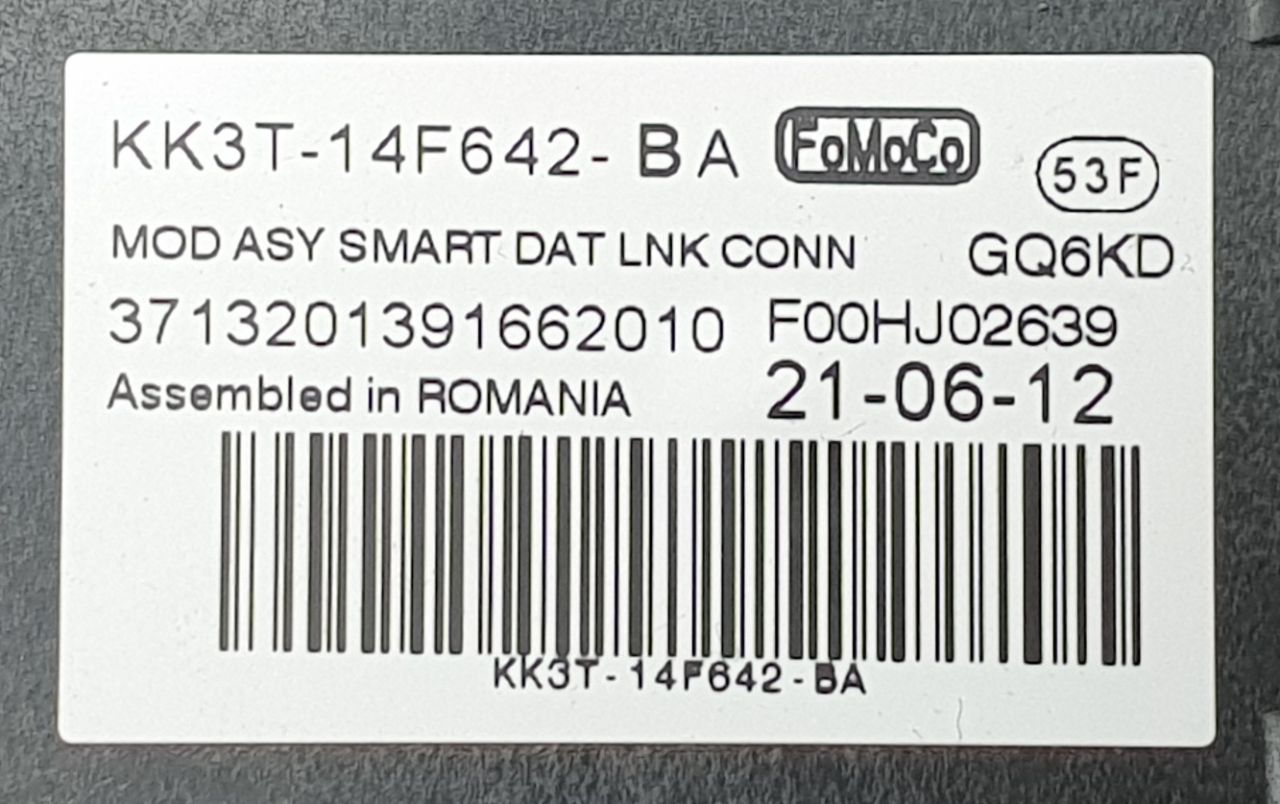 KK3T-14F642- BA FoMoCo 53F
MOD ASY SMART DAT LNK CONN GQ6KD
3713201391662010 F00HJ02639
Assembled in ROMANIA 21-06-12
KK3T-14F642-BA